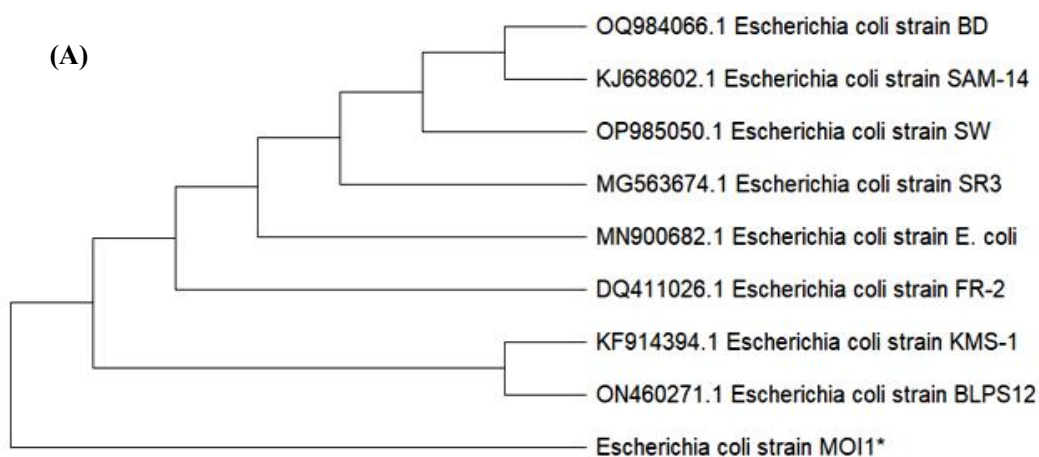 (A)
OQ984066.1 Escherichia coli strain BD
KJ668602.1 Escherichia coli strain SAM-14
OP985050.1 Escherichia coli strain SW
MG563674.1 Escherichia coli strain SR3
MN900682.1 Escherichia coli strain E. coli
DQ411026.1 Escherichia coli strain FR-2
KF914394.1 Escherichia coli strain KMS-1
ON460271.1 Escherichia coli strain BLPS12
Escherichia coli strain MOI1*